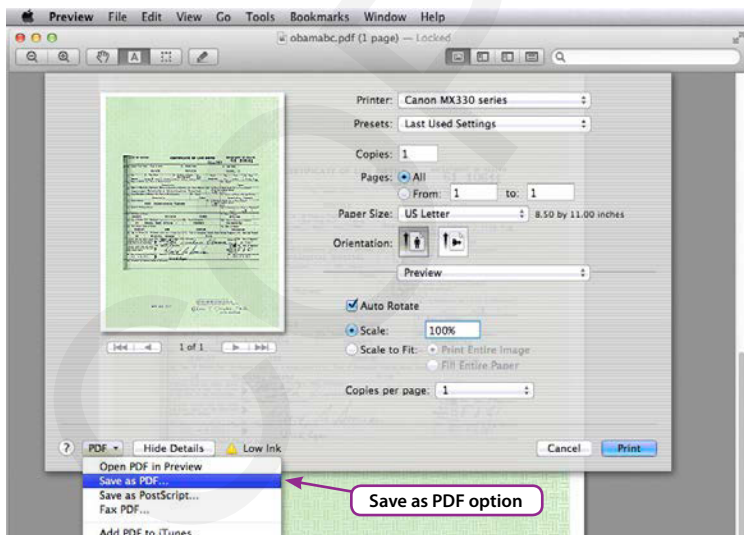 Preview File Edit View Go Tools Bookmarks Window Help
obamabc.pdf (1 page) — Locked
A
Printer: Canon MX330 series
Presets: Last Used Settings
Copies: 1
Pages: All
From: 1 to: 1
Paper Size: US Letter 8.50 by 11.00 inches
Orientation:
Preview
Auto Rotate
Scale: 100%
Scale to Fit: Print Entire Image
Fill Entire Paper
Copies per page: 1
1 of 1
? PDF Hide Details Low Ink Cancel Print
Open PDF in Preview
Save as PDF...
Save as PostScript...
Fax PDF...
Add PDF to iTunes
Save as PDF option